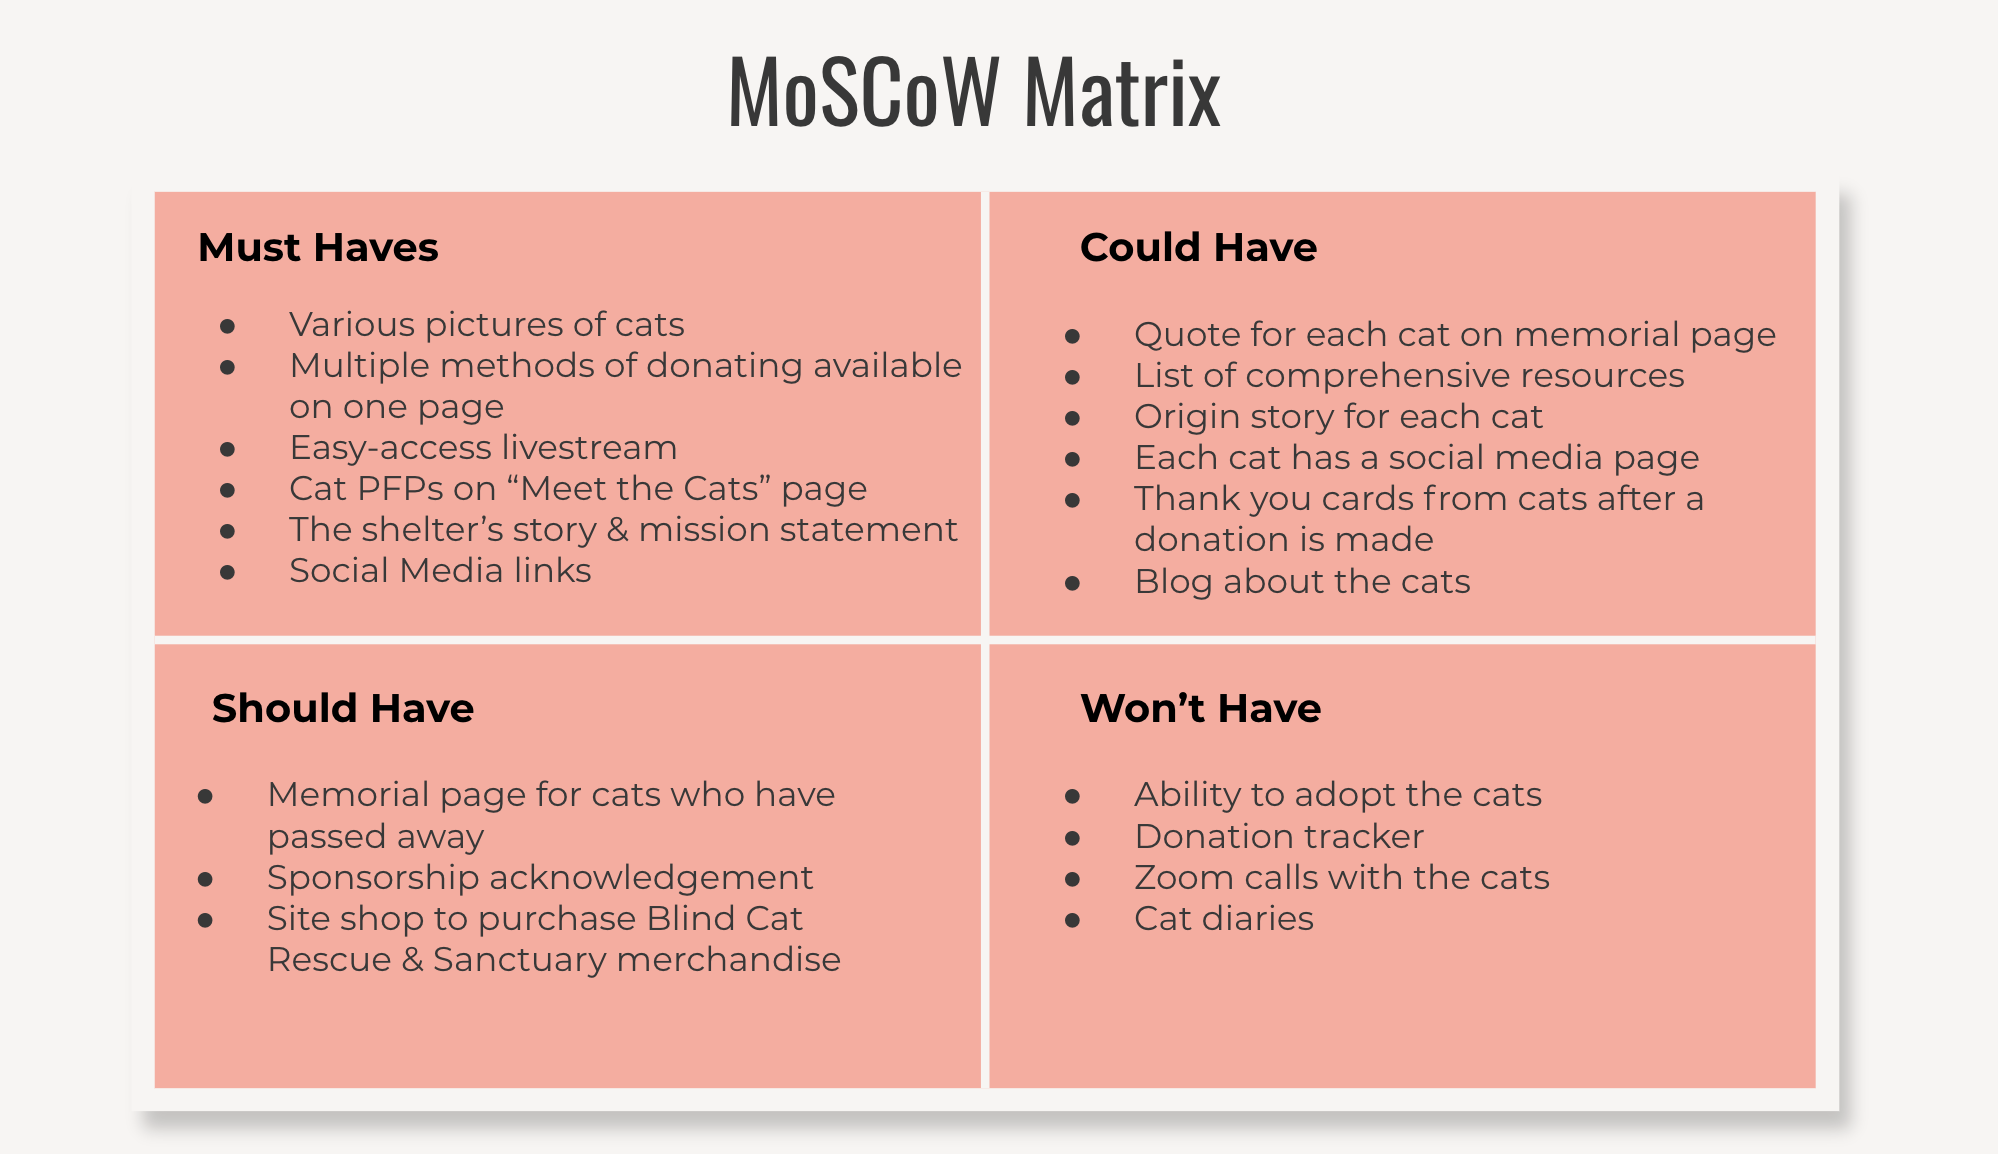 MoSCoW Matrix
Must Haves
● Various pictures of cats
● Multiple methods of donating available
on one page
● Easy-access livestream
● Cat PFPs on “Meet the Cats” page
● The shelter’s story & mission statement
● Social Media links
Could Have
● Quote for each cat on memorial page
● List of comprehensive resources
● Origin story for each cat
● Each cat has a social media page
● Thank you cards from cats after a
donation is made
● Blog about the cats
Should Have
● Memorial page for cats who have
passed away
● Sponsorship acknowledgement
● Site shop to purchase Blind Cat
Rescue & Sanctuary merchandise
Won’t Have
● Ability to adopt the cats
● Donation tracker
● Zoom calls with the cats
● Cat diaries